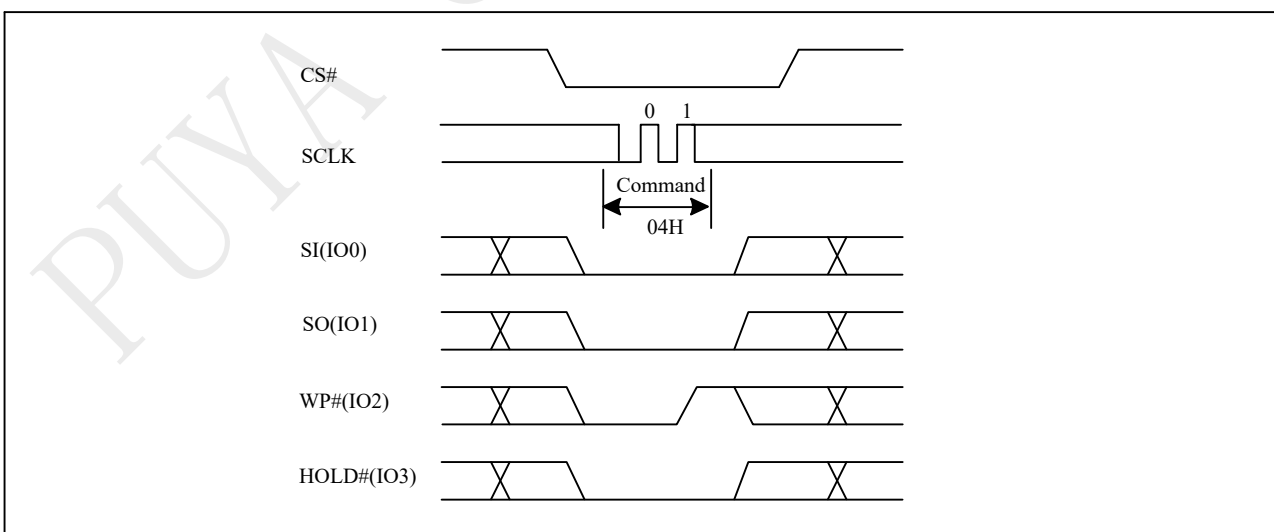 PUYA
CS#
0 1
SCLK
Command
04H
SI(IO0)
SO(IO1)
WP#(IO2)
HOLD#(IO3)